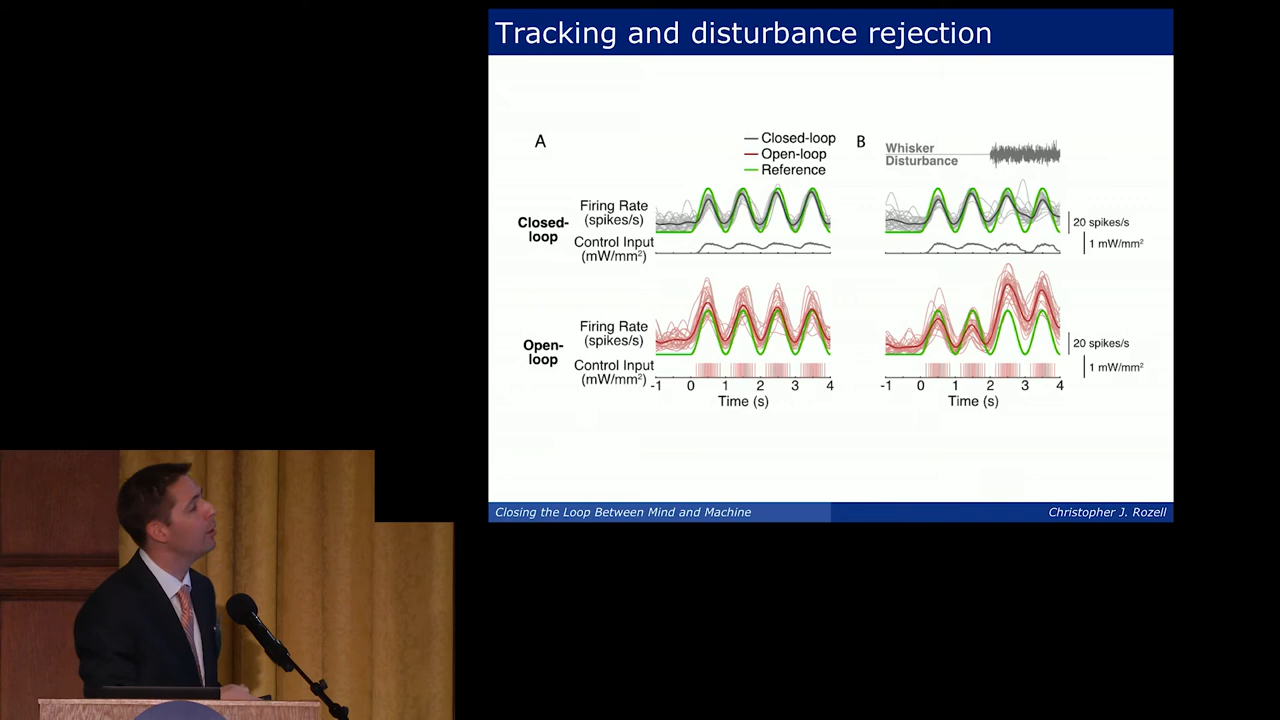 Tracking and disturbance rejection
A
Closed-loop
Open-loop
Reference
B
Whisker
Disturbance
Closed-
loop
Firing Rate
(spikes/s)
Control Input
(mW/mm²)
20 spikes/s
1 mW/mm²
Open-
loop
Firing Rate
(spikes/s)
Control Input
(mW/mm²)
20 spikes/s
1 mW/mm²
-1 0 1 2 3 4
Time (s)
-1 0 1 2 3 4
Time (s)
Closing the Loop Between Mind and Machine
Christopher J. Rozell